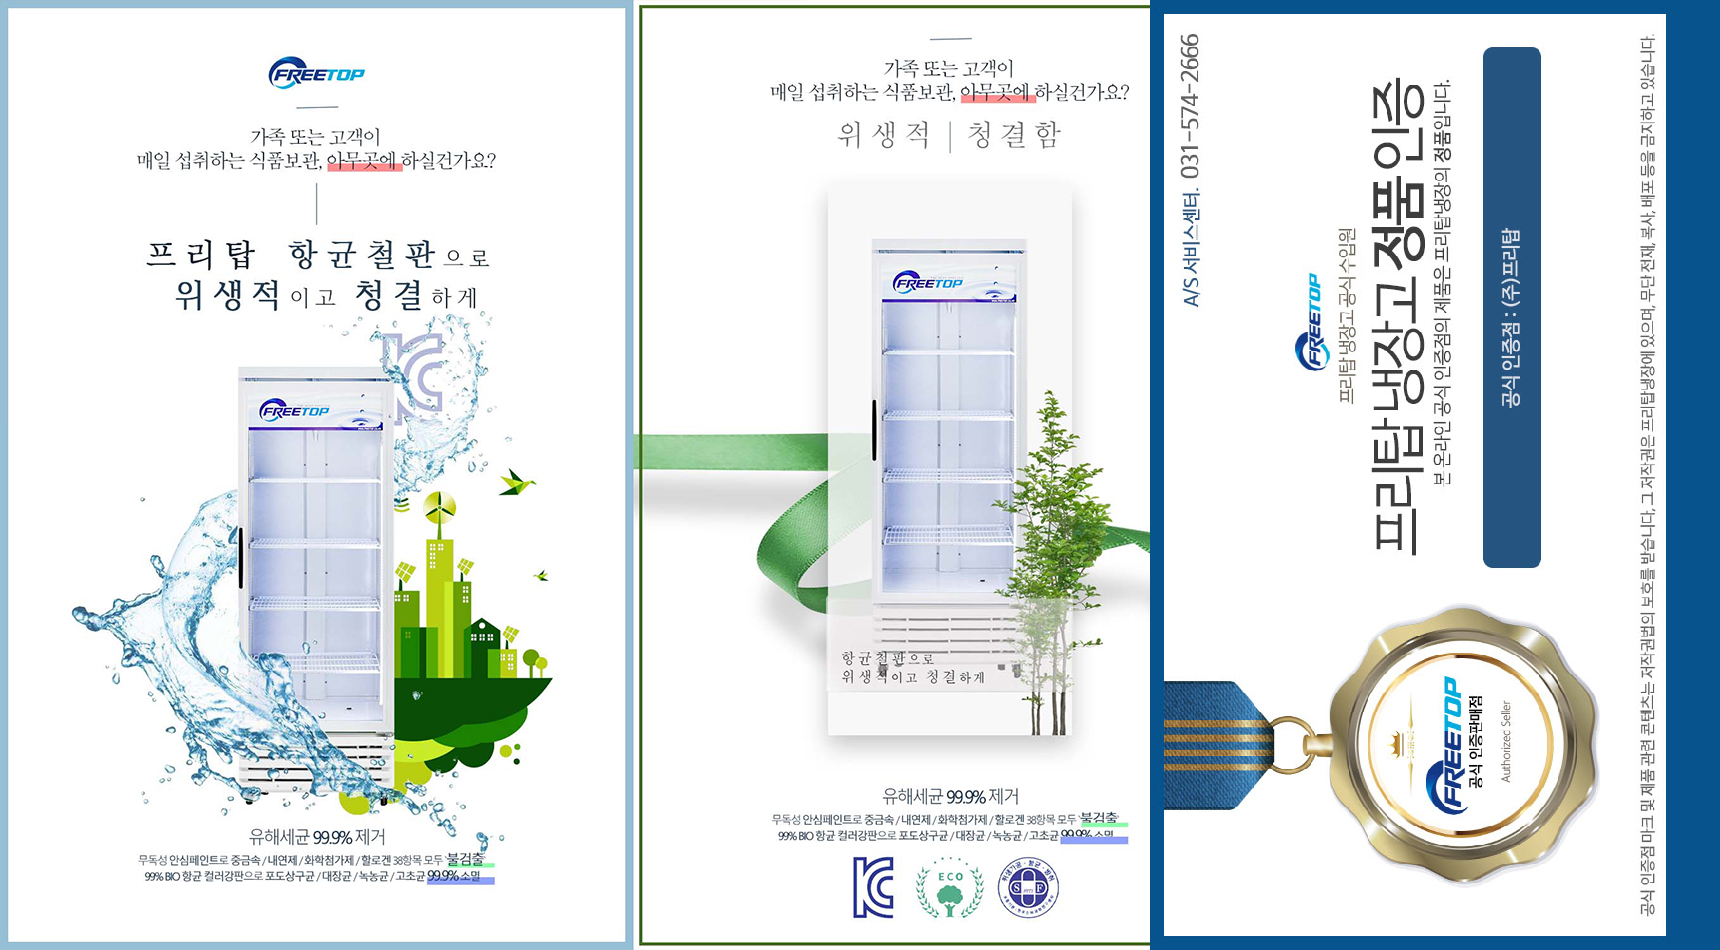 FREETOP
가족 또는 고객이
매일 섭취하는 식품보관, 아무곳에 하실건가요?
프리탑 항균철판으로
위생적이고 청결하게
FREETOP
유해세균 99.9% 제거
무독성 안심페인트로 중금속 / 내연제 / 화학첨가제 / 할로겐 38항목 모두 '불검출'
99% BIO 항균 컬러강판으로 포도상구균 / 대장균 / 녹농균 / 고초균 99.9% 소멸
가족 또는 고객이
매일 섭취하는 식품보관, 아무곳에 하실건가요?
위생적 | 청결함
FREETOP
항균철판으로
위생적이고 청결하게
유해세균 99.9% 제거
무독성 안심페인트로 중금속 / 내연제 / 화학첨가제 / 할로겐 38항목 모두 '불검출'
99% BIO 항균 컬러강판으로 포도상구균 / 대장균 / 녹농균 / 고초균 99.9% 소멸
ECO
S F
A/S 서비스센터. 031-574-2666
FREETOP
프리탑냉장고 공식수입원
프리탑냉장고정품인증
본 온라인 공식 인증점의 제품은 프리탑냉장의 정품입니다.
공식 인증점 : (주)프리탑
FREETOP
공식 인증판매점
Authorizec Seller
공식 인증점 마크 및 제품 관련 콘텐츠는 저작권법의 보호를 받습니다, 그 저작권은 프리탑냉장에 있으며, 무단 전재, 복사, 배포 등을 금지하고 있습니다.